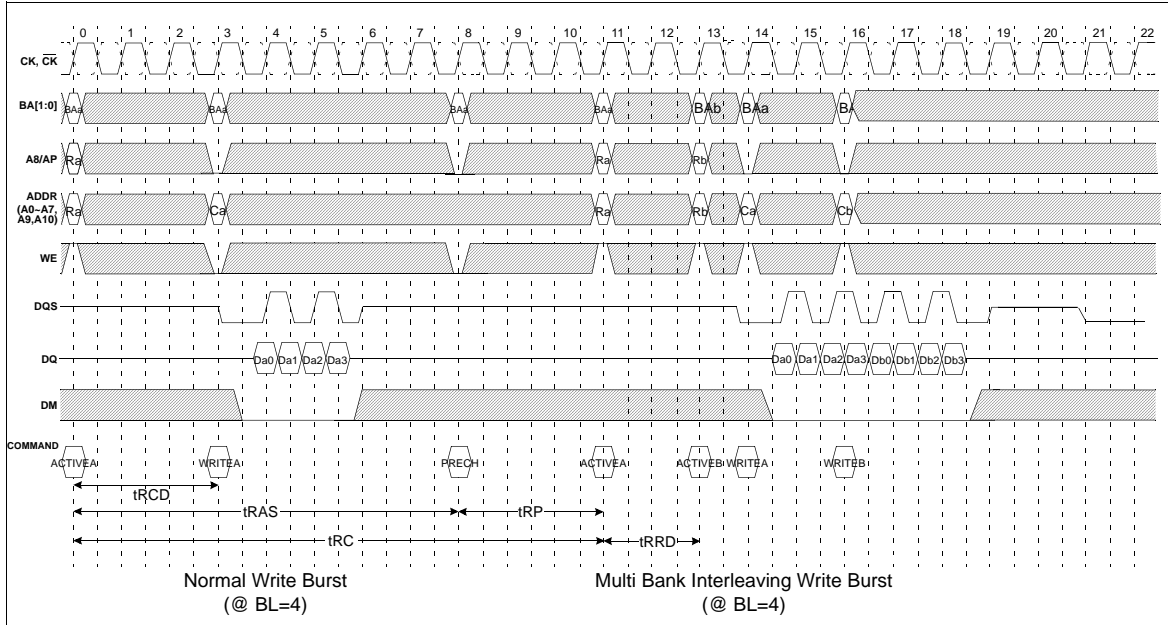 0 1 2 3 4 5 6 7 8 9 10 11 12 13 14 15 16 17 18 19 20 21 22
CK, CK
BA[1:0] BAa BAa BAa BAa BAb BAa BA
A8/AP Ra Ra Rb
ADDR
(A0~A7, A9,A10) Ra Ca Ra Rb Ca Cb
WE
DQS
DQ Da0 Da1 Da2 Da3 Da0 Da1 Da2 Da3 Db0 Db1 Db2 Db3
DM
COMMAND
ACTIVEA WRITEA PRECH ACTIVEA ACTIVEB WRITEA WRITEB
tRCD
tRAS tRP
tRC tRRD
Normal Write Burst Multi Bank Interleaving Write Burst
(@ BL=4) (@ BL=4)